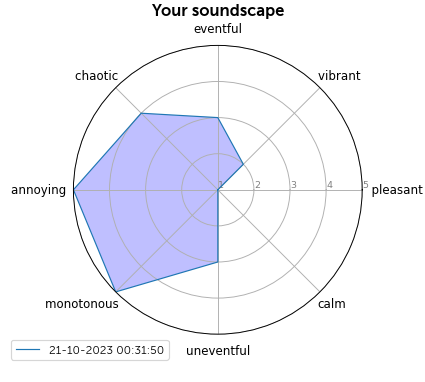 Your soundscape
eventful
chaotic
vibrant
annoying
1
2
3
4
5
pleasant
monotonous
calm
21-10-2023 00:31:50
uneventful